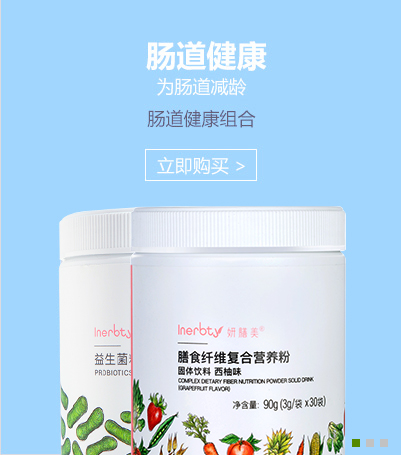 肠道健康
为肠道减龄
肠道健康组合
立即购买 >
Inerbty
益生菌
PROBIOTICS
Inerbty 妍膳美®
膳食纤维复合营养粉
固体饮料 西柚味
COMPLEX DIETARY FIBER NUTRITION POWDER SOLID DRINK
(GRAPEFRUIT FLAVOR)
净含量: 90g (3g/袋 x30袋)